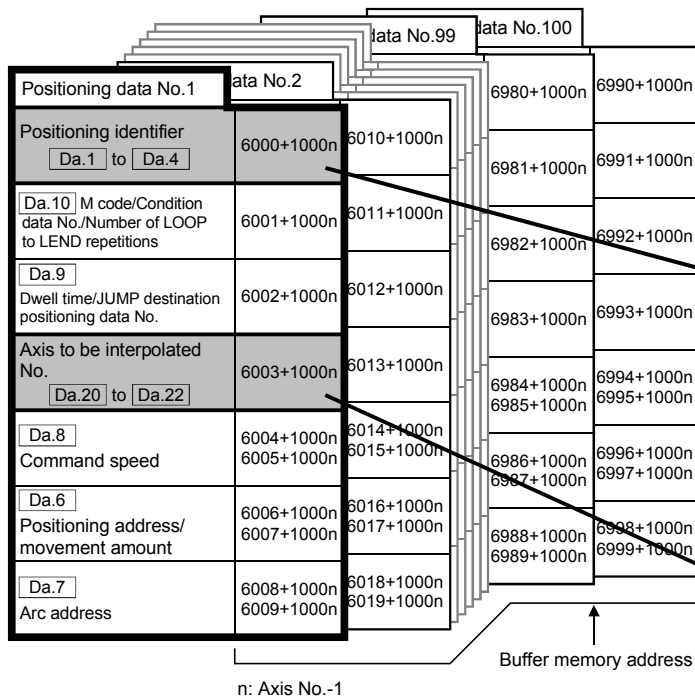 data No.100
data No.99
data No.2
Positioning data No.1
Positioning identifier
Da.1 to Da.4
6000+1000n
6010+1000n
6980+1000n
6990+1000n
Da.10 M code/Condition
data No./Number of LOOP
to LEND repetitions
6001+1000n
6011+1000n
6981+1000n
6991+1000n
Da.9
Dwell time/JUMP destination
positioning data No.
6002+1000n
6012+1000n
6982+1000n
6992+1000n
Axis to be interpolated
No.
Da.20 to Da.22
6003+1000n
6013+1000n
6983+1000n
6993+1000n
Da.8
Command speed
6004+1000n
6005+1000n
6014+1000n
6015+1000n
6984+1000n
6985+1000n
6994+1000n
6995+1000n
Da.6
Positioning address/
movement amount
6006+1000n
6007+1000n
6016+1000n
6017+1000n
6986+1000n
6987+1000n
6996+1000n
6997+1000n
Da.7
Arc address
6008+1000n
6009+1000n
6018+1000n
6019+1000n
6988+1000n
6989+1000n
6998+1000n
6999+1000n
Buffer memory address
n: Axis No.-1